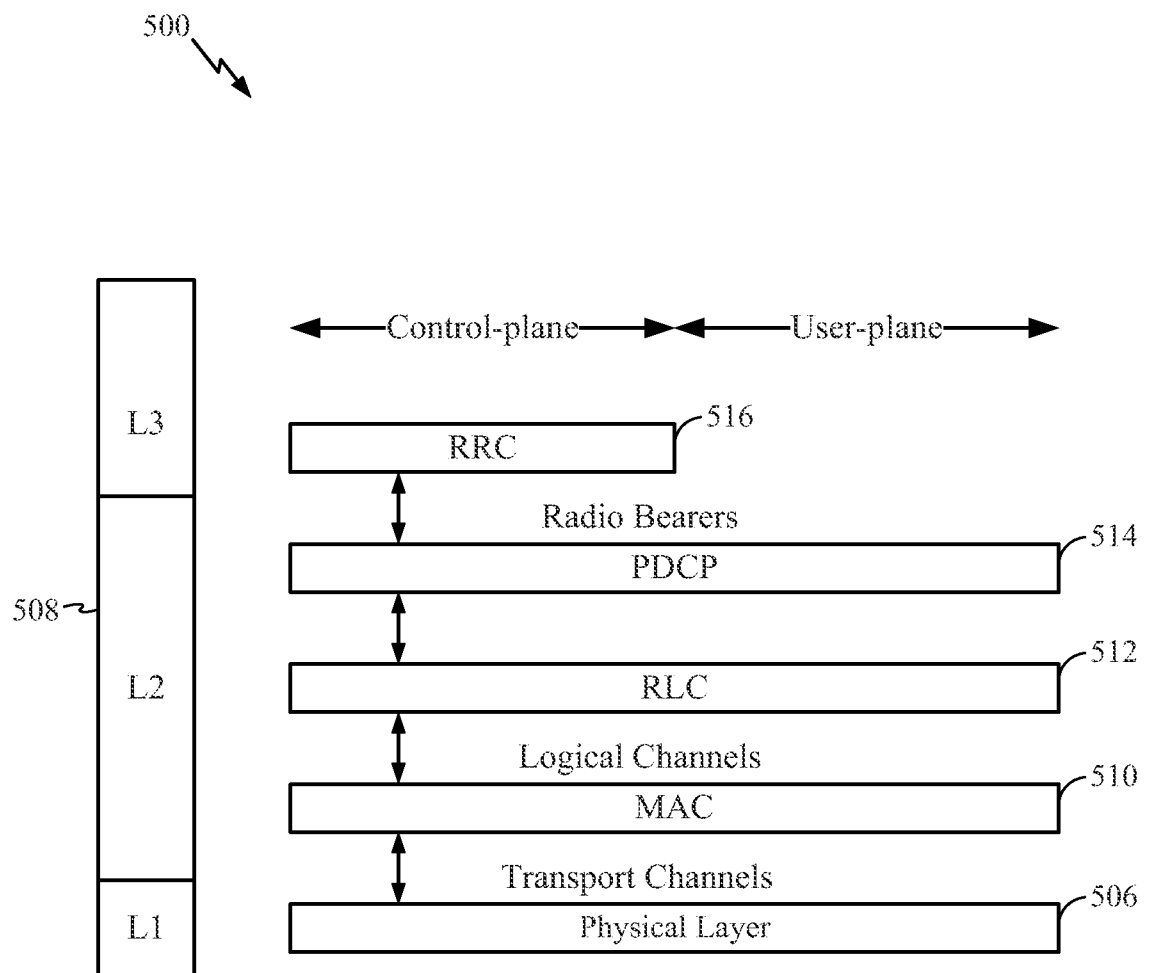 500
Control-plane
User-plane
L3
516
RRC
Radio Bearers
514
PDCP
508
L2
512
RLC
Logical Channels
510
MAC
Transport Channels
506
L1
Physical Layer